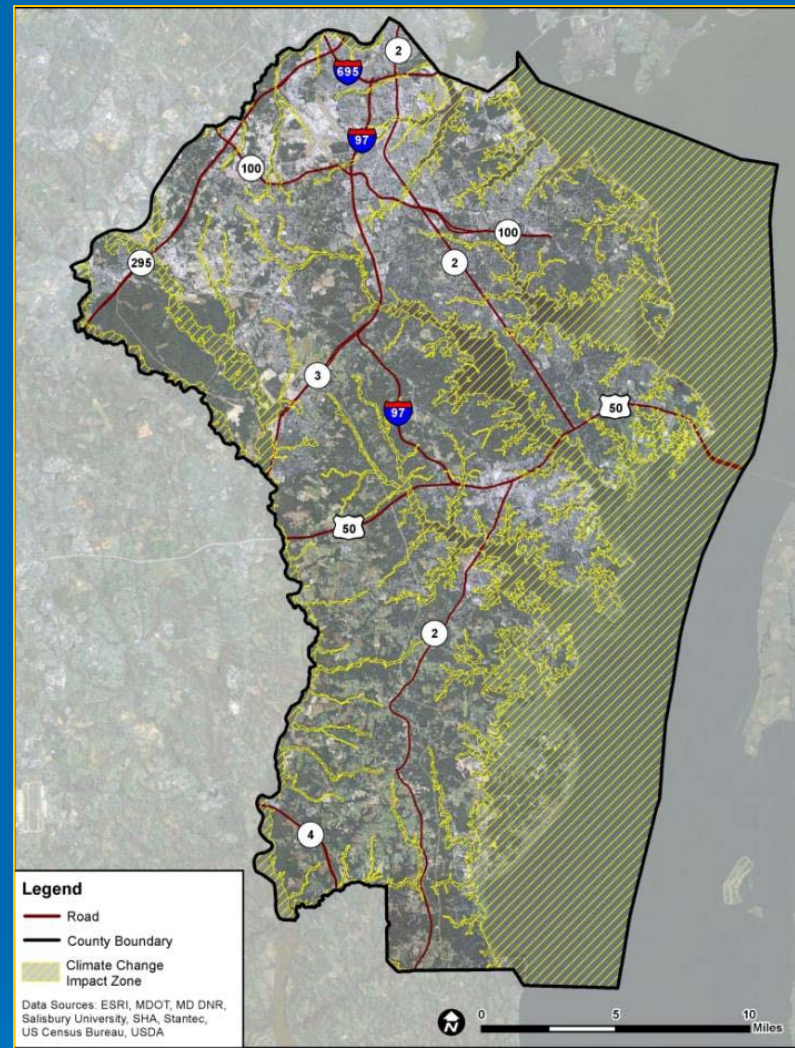 2
695
97
100
100
295
2
3
97
50
50
2
4
Legend
Road
County Boundary
Climate Change
Impact Zone
Data Sources: ESRI, MDOT, MD DNR,
Salisbury University, SHA, Stantec,
US Census Bureau, USDA
N
0 5 10
Miles